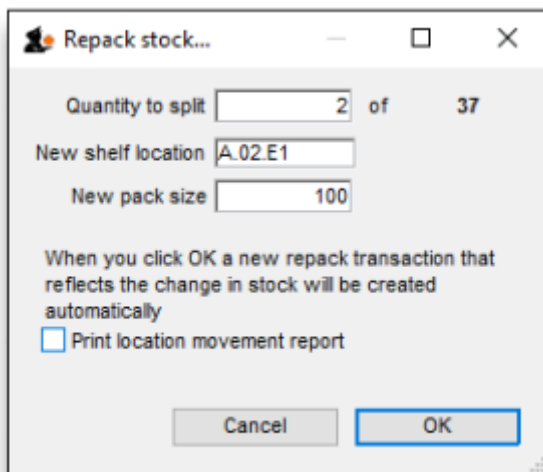 Repack stock...
Quantity to split 2 of 37
New shelf location A.02.E1
New pack size 100
When you click OK a new repack transaction that
reflects the change in stock will be created
automatically
Print location movement report
Cancel OK